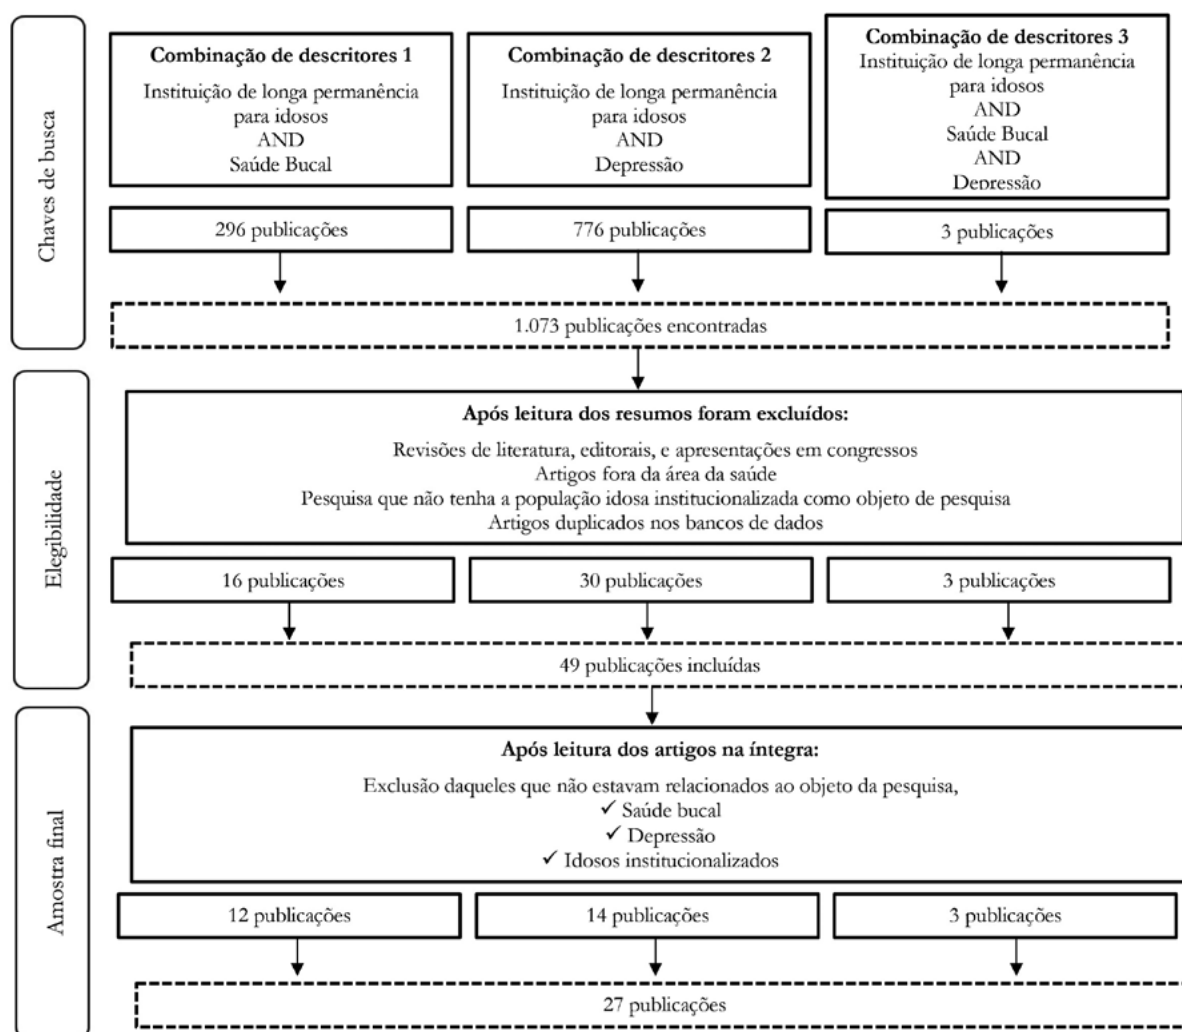 Chaves de busca
Combinação de descritores 1
Instituição de longa permanência
para idosos
AND
Saúde Bucal
Combinação de descritores 2
Instituição de longa permanência
para idosos
AND
Depressão
Combinação de descritores 3
Instituição de longa permanência
para idosos
AND
Saúde Bucal
AND
Depressão
296 publicações
776 publicações
3 publicações
1.073 publicações encontradas
Elegibilidade
Após leitura dos resumos foram excluídos:
Revisões de literatura, editorais, e apresentações em congressos
Artigos fora da área da saúde
Pesquisa que não tenha a população idosa institucionalizada como objeto de pesquisa
Artigos duplicados nos bancos de dados
16 publicações
30 publicações
3 publicações
49 publicações incluídas
Amostra final
Após leitura dos artigos na íntegra:
Exclusão daqueles que não estavam relacionados ao objeto da pesquisa,
✓ Saúde bucal
✓ Depressão
✓ Idosos institucionalizados
12 publicações
14 publicações
3 publicações
27 publicações